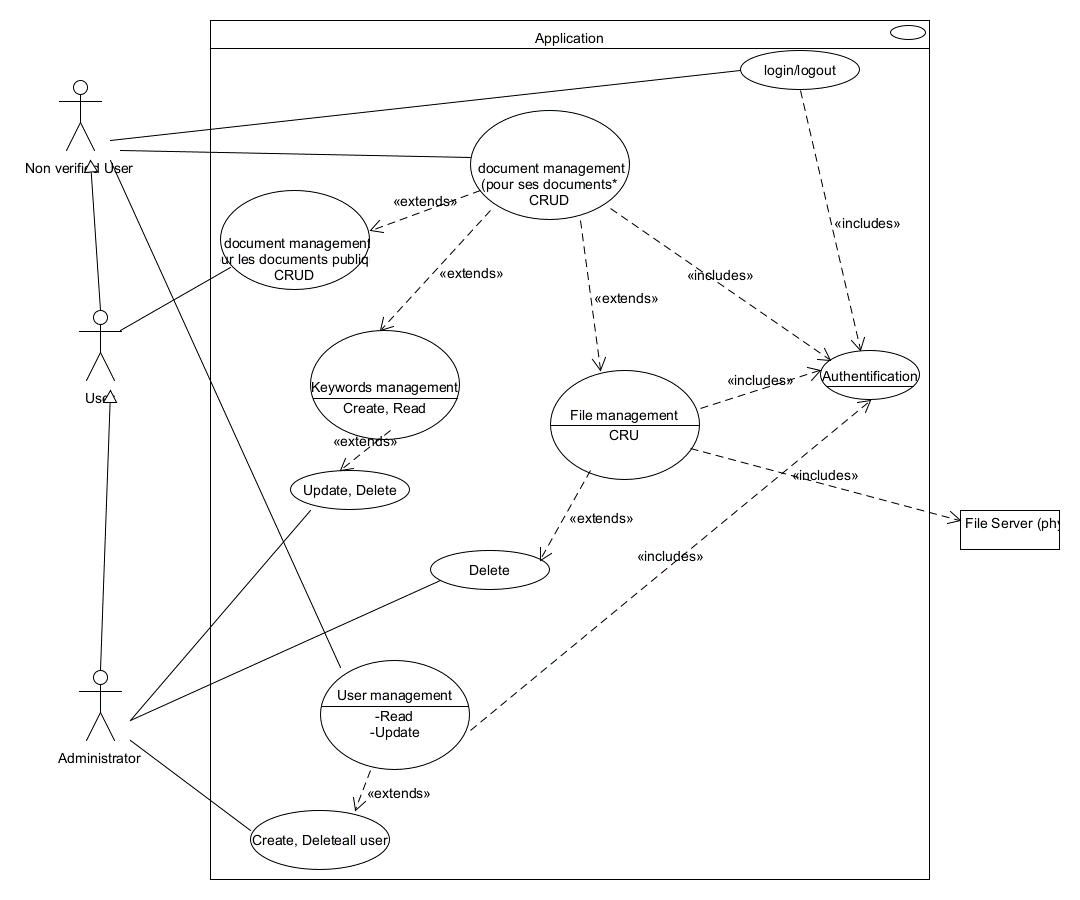 Application
login/logout
Non verified User
document management
(pour ses documents*
CRUD
«extends»
document management
ur les documents publiq
CRUD
«includes»
«extends»
«includes»
«extends»
Authentification
Keywords management
Create, Read
«includes»
User
File management
CRU
«extends»
«includes»
Update, Delete
«extends»
File Server (phy
«includes»
Delete
User management
-Read
-Update
Administrator
«extends»
Create, Deleteall user